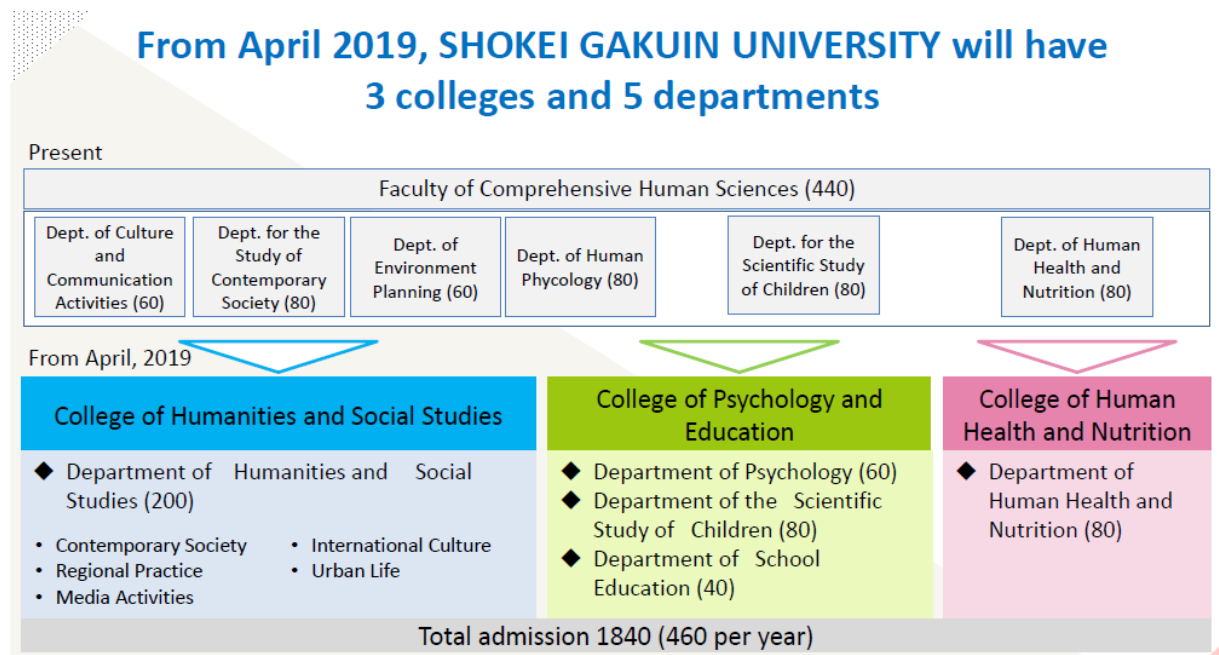 From April 2019, SHOKEI GAKUIN UNIVERSITY will have
3 colleges and 5 departments
Present
Faculty of Comprehensive Human Sciences (440)
Dept. of Culture
and
Communication
Activities (60)
Dept. for the
Study of
Contemporary
Society (80)
Dept. of
Environment
Planning (60)
Dept. of Human
Phycology (80)
Dept. for the
Scientific Study
of Children (80)
Dept. of Human
Health and
Nutrition (80)
From April, 2019
College of Humanities and Social Studies
◆ Department of Humanities and Social
Studies (200)
• Contemporary Society
• Regional Practice
• Media Activities
• International Culture
• Urban Life
College of Psychology and
Education
◆ Department of Psychology (60)
◆ Department of the Scientific
Study of Children (80)
◆ Department of School
Education (40)
College of Human
Health and Nutrition
◆ Department of
Human Health and
Nutrition (80)
Total admission 1840 (460 per year)